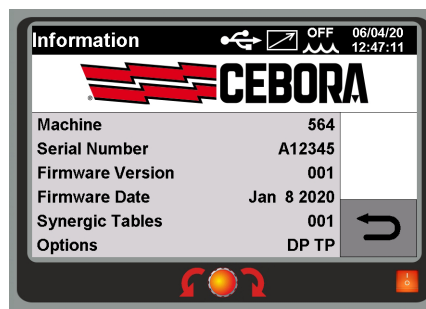 Information
OFF
06/04/20
12:47:11
CEBORA
Machine 564
Serial Number A12345
Firmware Version 001
Firmware Date Jan 8 2020
Synergic Tables 001
Options DP TP
I
O